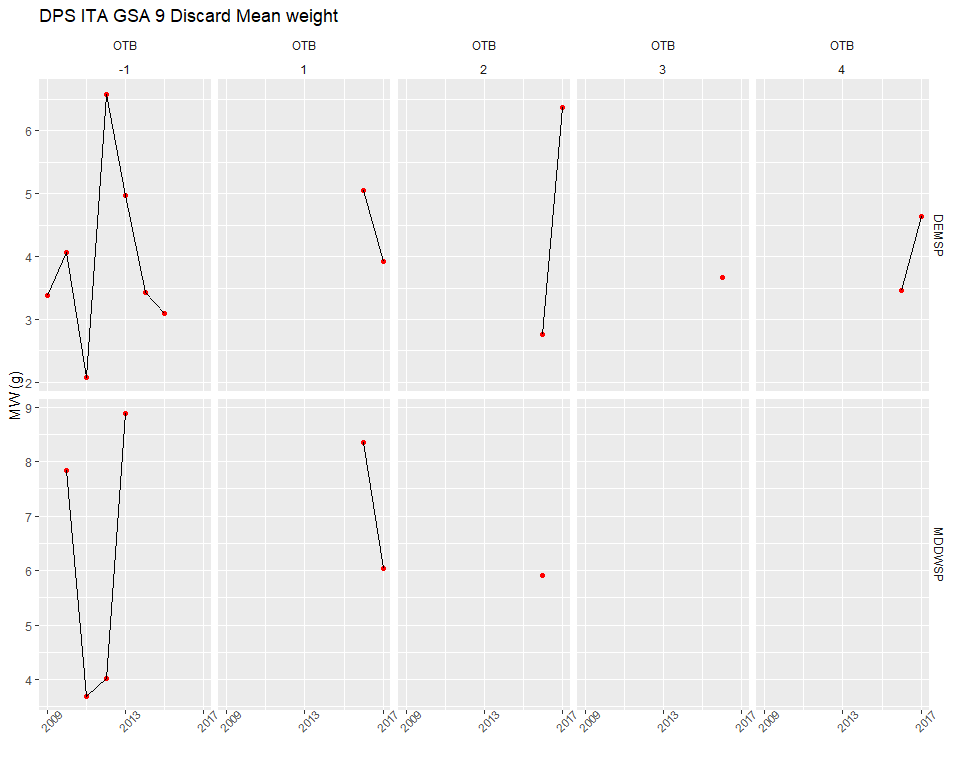 DPS ITA GSA 9 Discard Mean weight
OTB OTB OTB OTB OTB
-1 1 2 3 4
6
5
4
3
2
DEMSP
MW (g)
9
8
7
6
5
4
MDDWSP
2009 2013 2017 2009 2013 2017 2009 2013 2017 2009 2013 2017 2009 2013 2017